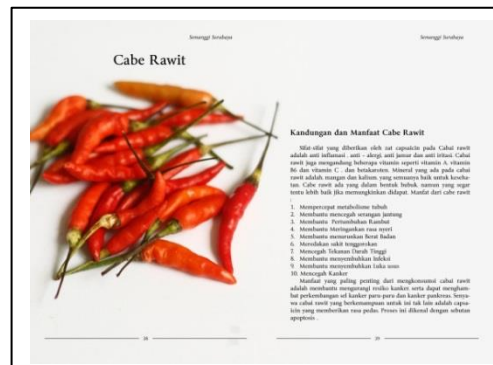 Semanggi Surabaya
Cabe Rawit
38
Semanggi Surabaya
Kandungan dan Manfaat Cabe Rawit
Sifat-sifat yang diberikan oleh zat capsaicin pada Cabai rawit
adalah anti inflamasi , anti – alergi, anti jamur dan anti iritasi. Cabai
rawit juga mengandung beberapa vitamin seperti vitamin A, vitamin
B6 dan vitamin C , dan betakaroten. Mineral yang ada pada cabai
rawit adalah mangan dan kalium yang semuanya baik untuk keseha-
tan. Cabe rawit ada yang dalam bentuk bubuk, namun yang segar
tentu lebih baik jika memungkinkan didapat. Manfat dari cabe rawit
:
1. Mempercepat metabolisme tubuh
2. Membantu mencegah serangan jantung
3. Membantu Pertumbuhan Rambut
4. Membantu Meringankan rasa nyeri
5. Membantu menurunkan Berat Badan
6. Meredakan sakit tenggorokan
7. Mencegah Tekanan Darah Tinggi
8. Membantu menyembuhkan Infeksi
9. Membantu menyembuhkan Luka
10. Mencegah Kanker
Manfaat yang paling penting dari mengkonsumsi cabai rawit
adalah membantu mengurangi resiko kanker serta dapat mengham-
bat perkembangan sel kanker paru-paru dan kanker pankreas. Senya-
wa cabai rawit yang berkemampuan untuk ini tak lain adalah capsa-
icin yang memberikan rasa pedas. Proses ini dikenal dengan sebutan
apoptosis .
39